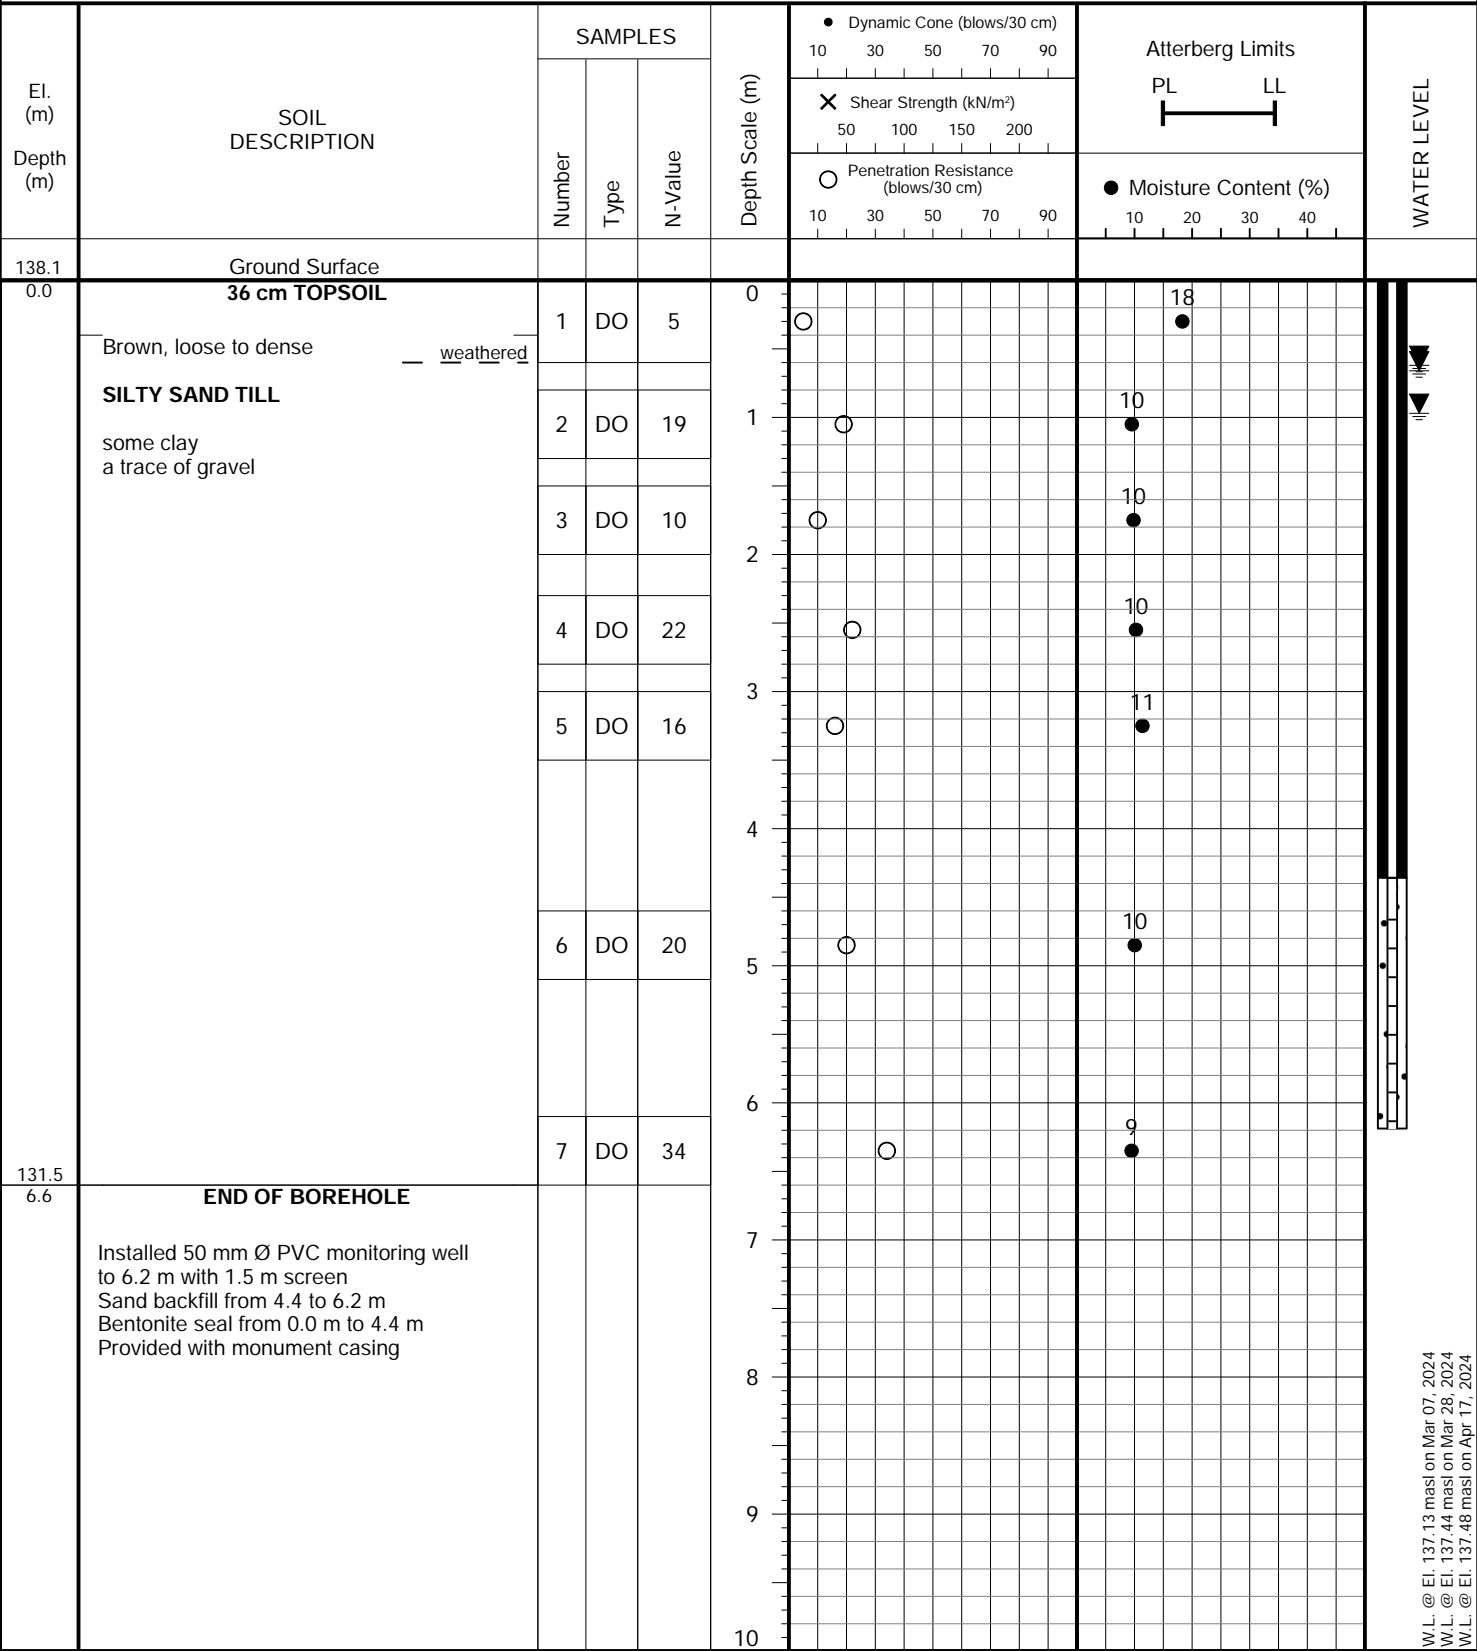 El.
(m)
Depth
(m)
SOIL
DESCRIPTION
SAMPLES
Number
Type
N-Value
Depth Scale (m)
Dynamic Cone (blows/30 cm)
10 30 50 70 90
Shear Strength (kN/m²)
50 100 150 200
Penetration Resistance
(blows/30 cm)
10 30 50 70 90
Atterberg Limits
PL LL
Moisture Content (%)
10 20 30 40
WATER LEVEL
138.1 Ground Surface
0.0 36 cm TOPSOIL 0
1 DO 5 18
Brown, loose to dense weathered
SILTY SAND TILL
some clay
a trace of gravel
2 DO 19 1 10
3 DO 10 10
2
4 DO 22 10
3
5 DO 16 11
4
6 DO 20 10
5
6
7 DO 34 9
131.5
6.6 END OF BOREHOLE
Installed 50 mm Ø PVC monitoring well
to 6.2 m with 1.5 m screen
Sand backfill from 4.4 to 6.2 m
Bentonite seal from 0.0 m to 4.4 m
Provided with monument casing
7
8
9
10
W.L. @ El. 137.13 masl on Mar 07, 2024
W.L. @ El. 137.44 masl on Mar 28, 2024
W.L. @ El. 137.48 masl on Apr 17, 2024